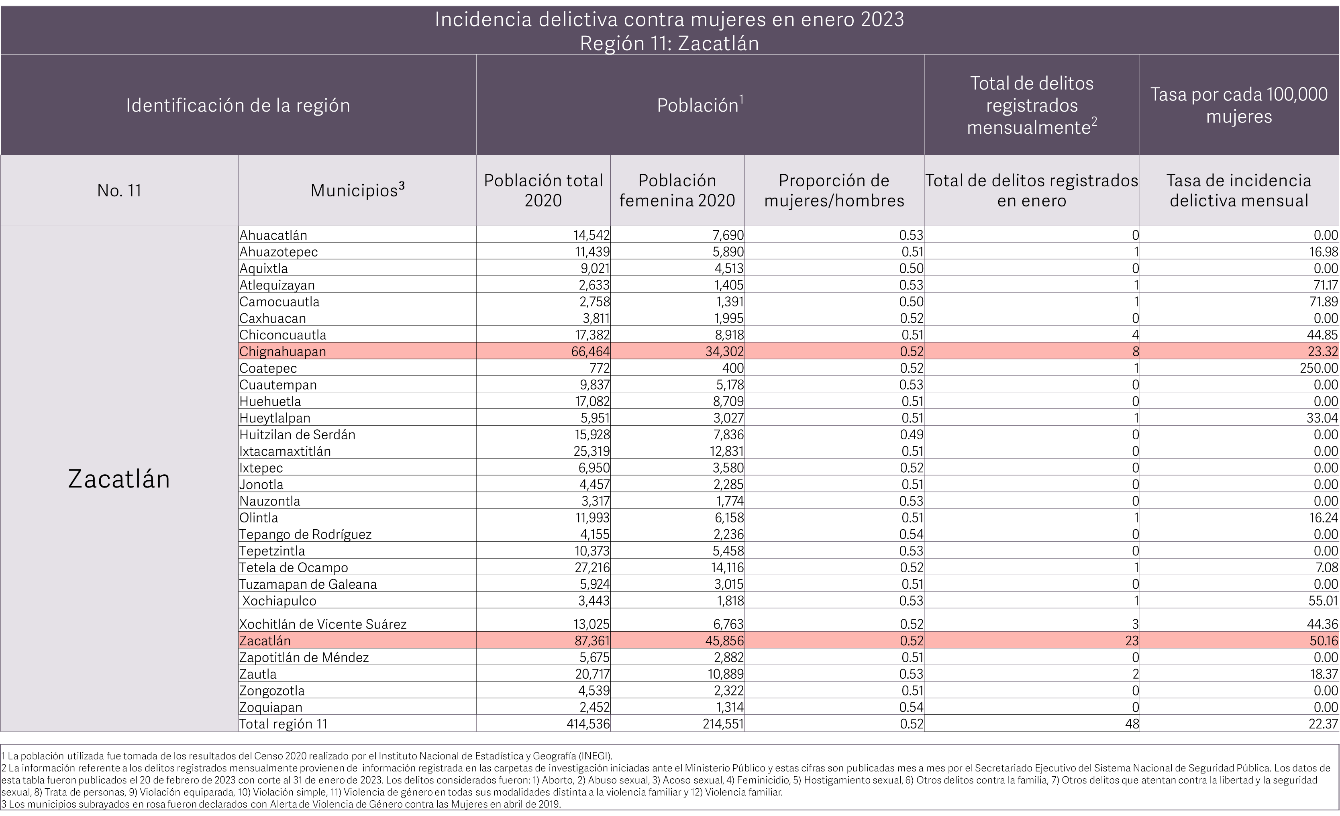 Incidencia delictiva contra mujeres en enero 2023
Región 11: Zacatlán
Identificación de la región Población1 Total de delitos registrados mensualmente2 Tasa por cada 100,000 mujeres
No. 11 Municipios3 Población total 2020 Población femenina 2020 Proporción de mujeres/hombres Total de delitos registrados en enero Tasa de incidencia delictiva mensual
Zacatlán
Ahuacatlán 14,542 7,690 0.53 0 0.00
Ahuazotepec 11,439 5,890 0.51 1 16.98
Aquixtla 9,021 4,513 0.50 0 0.00
Atlequizayan 2,633 1,405 0.53 1 71.17
Camocuautla 2,758 1,391 0.50 1 71.89
Caxhuacan 3,811 1,995 0.52 0 0.00
Chiconcuautla 17,382 8,918 0.51 4 44.85
Chignahuapan 66,464 34,302 0.52 8 23.32
Coatepec 772 400 0.52 1 250.00
Cuautempan 9,837 5,178 0.53 0 0.00
Huehuetla 17,082 8,709 0.51 0 0.00
Hueytlalpan 5,951 3,027 0.51 1 33.04
Huitzilan de Serdán 15,928 7,836 0.49 0 0.00
Ixtacamaxtitlán 25,319 12,831 0.51 0 0.00
Ixtepec 6,950 3,580 0.52 0 0.00
Jonotla 4,457 2,285 0.51 0 0.00
Nauzontla 3,317 1,774 0.53 0 0.00
Olintla 11,993 6,158 0.51 1 16.24
Tepango de Rodríguez 4,155 2,236 0.54 0 0.00
Tepetzintla 10,373 5,458 0.53 0 0.00
Tetela de Ocampo 27,216 14,116 0.52 1 7.08
Tuzamapan de Galeana 5,924 3,015 0.51 0 0.00
Xochiapulco 3,443 1,818 0.53 1 55.01
Xochitlán de Vicente Suárez 13,025 6,763 0.52 3 44.36
Zacatlán 87,361 45,856 0.52 23 50.16
Zapotitlán de Méndez 5,675 2,882 0.51 0 0.00
Zautla 20,717 10,889 0.53 2 18.37
Zongozotla 4,539 2,322 0.51 0 0.00
Zoquiapan 2,452 1,314 0.54 0 0.00
Total región 11 414,536 214,551 0.52 48 22.37
1 La población utilizada fue tomada de los resultados del Censo 2020 realizado por el Instituto Nacional de Estadística y Geografía (INEGI).
2 La información referente a los delitos registrados mensualmente provienen de información registrada en las carpetas de investigación iniciadas ante el Ministerio Público y estas cifras son publicadas mes a mes por el Secretariado Ejecutivo del Sistema Nacional de Seguridad Pública. Los datos de
esta tabla fueron publicados el 20 de febrero de 2023 con corte al 31 de enero de 2023. Los delitos considerados fueron: 1) Aborto, 2) Abuso sexual, 3) Acoso sexual, 4) Feminicidio, 5) Hostigamiento sexual, 6) Otros delitos contra la familia, 7) Otros delitos que atentan contra la libertad y la seguridad
sexual, 8) Trata de personas, 9) Violación equiparada, 10) Violación simple, 11) Violencia de género en todas sus modalidades distinta a la violencia familiar y 12) Violencia familiar.
3 Los municipios subrayados en rosa fueron declarados con Alerta de Violencia de Género contra las Mujeres en abril de 2019.